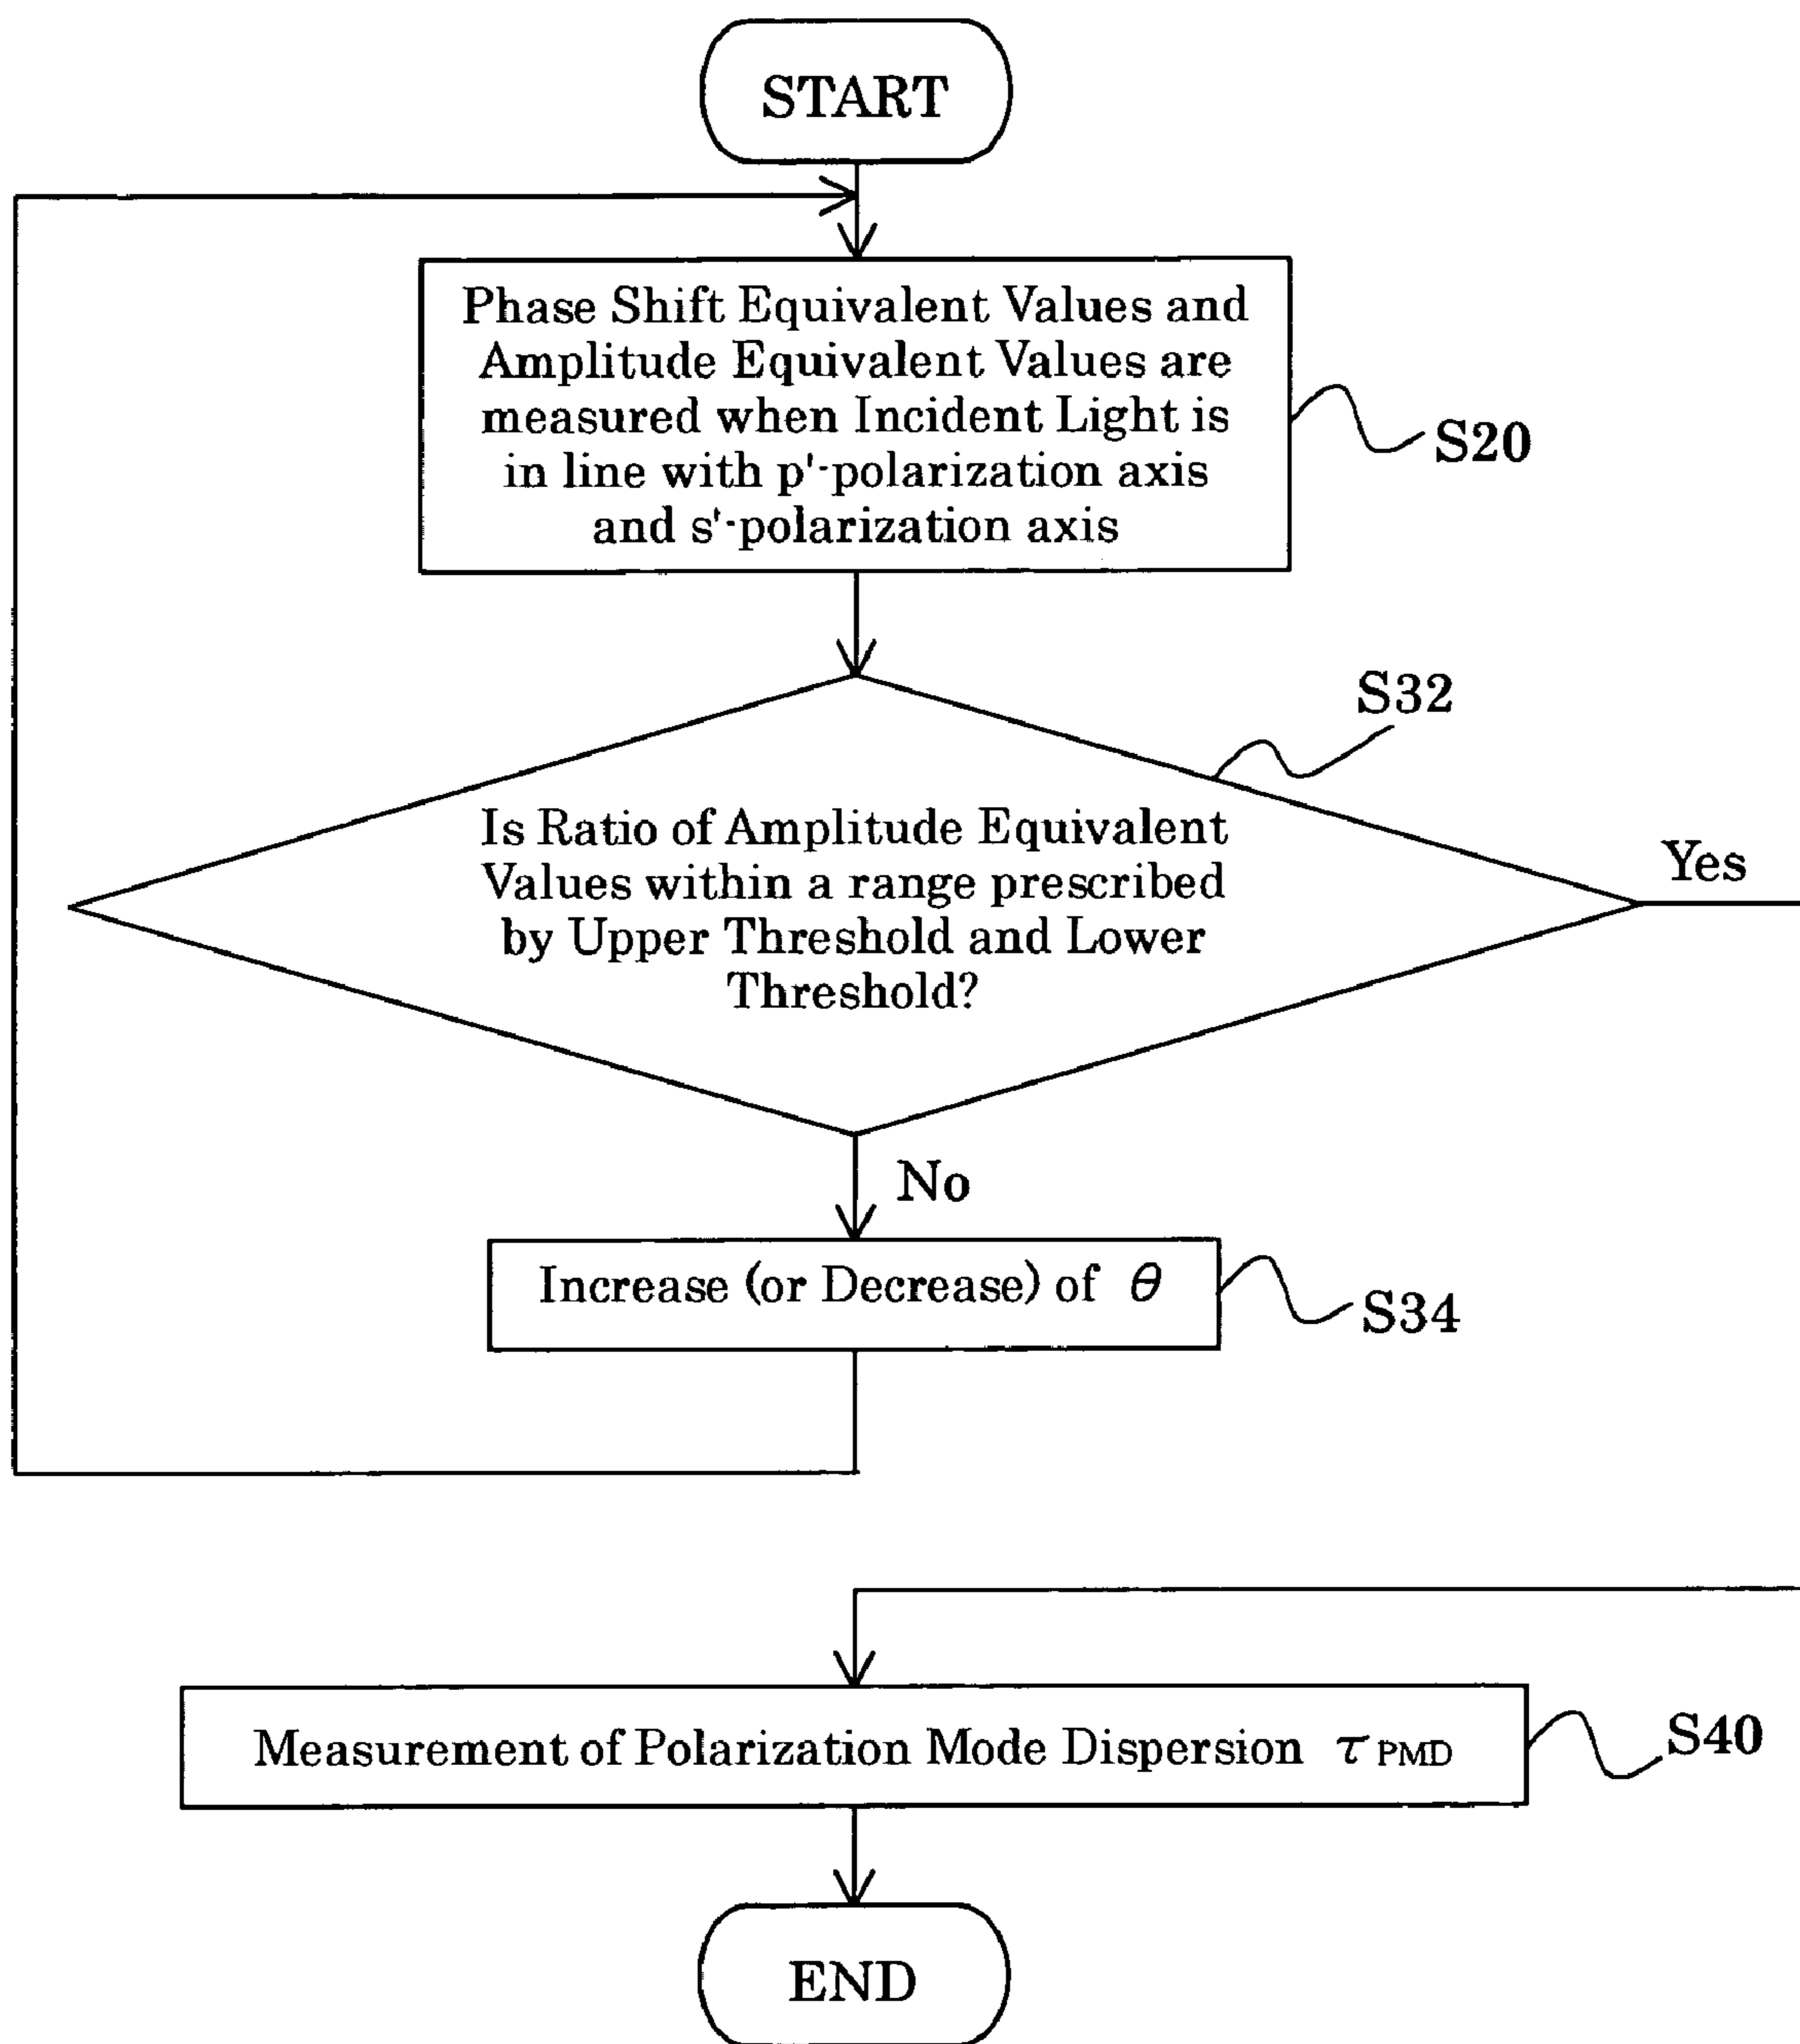 START
Phase Shift Equivalent Values and
Amplitude Equivalent Values are
measured when Incident Light is
in line with p'-polarization axis
and s'-polarization axis
S20
S32
Is Ratio of Amplitude Equivalent
Values within a range prescribed
by Upper Threshold and Lower
Threshold?
Yes
No
Increase (or Decrease) of θ
S34
Measurement of Polarization Mode Dispersion τ PMD
S40
END